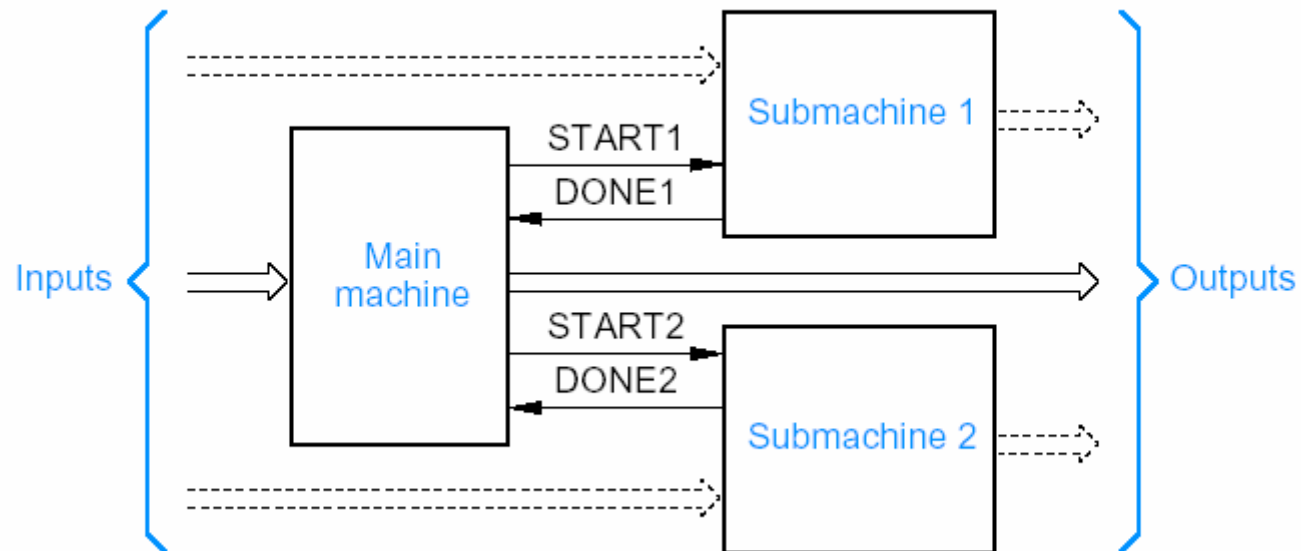 Submachine 1
START1
DONE1
Main
machine
Inputs
Outputs
START2
DONE2
Submachine 2